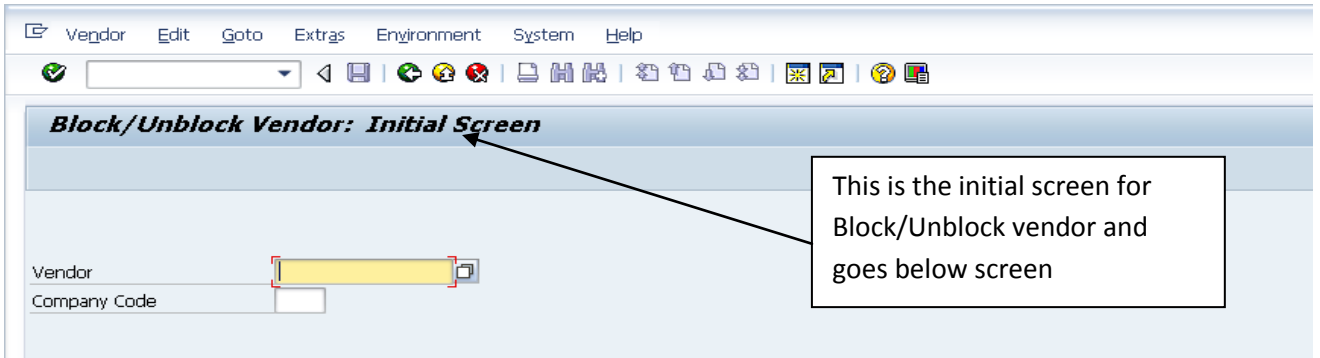 Vendor Edit Goto Extras Environment System Help
Block/Unblock Vendor: Initial Screen
This is the initial screen for
Block/Unblock vendor and
goes below screen
Vendor
Company Code